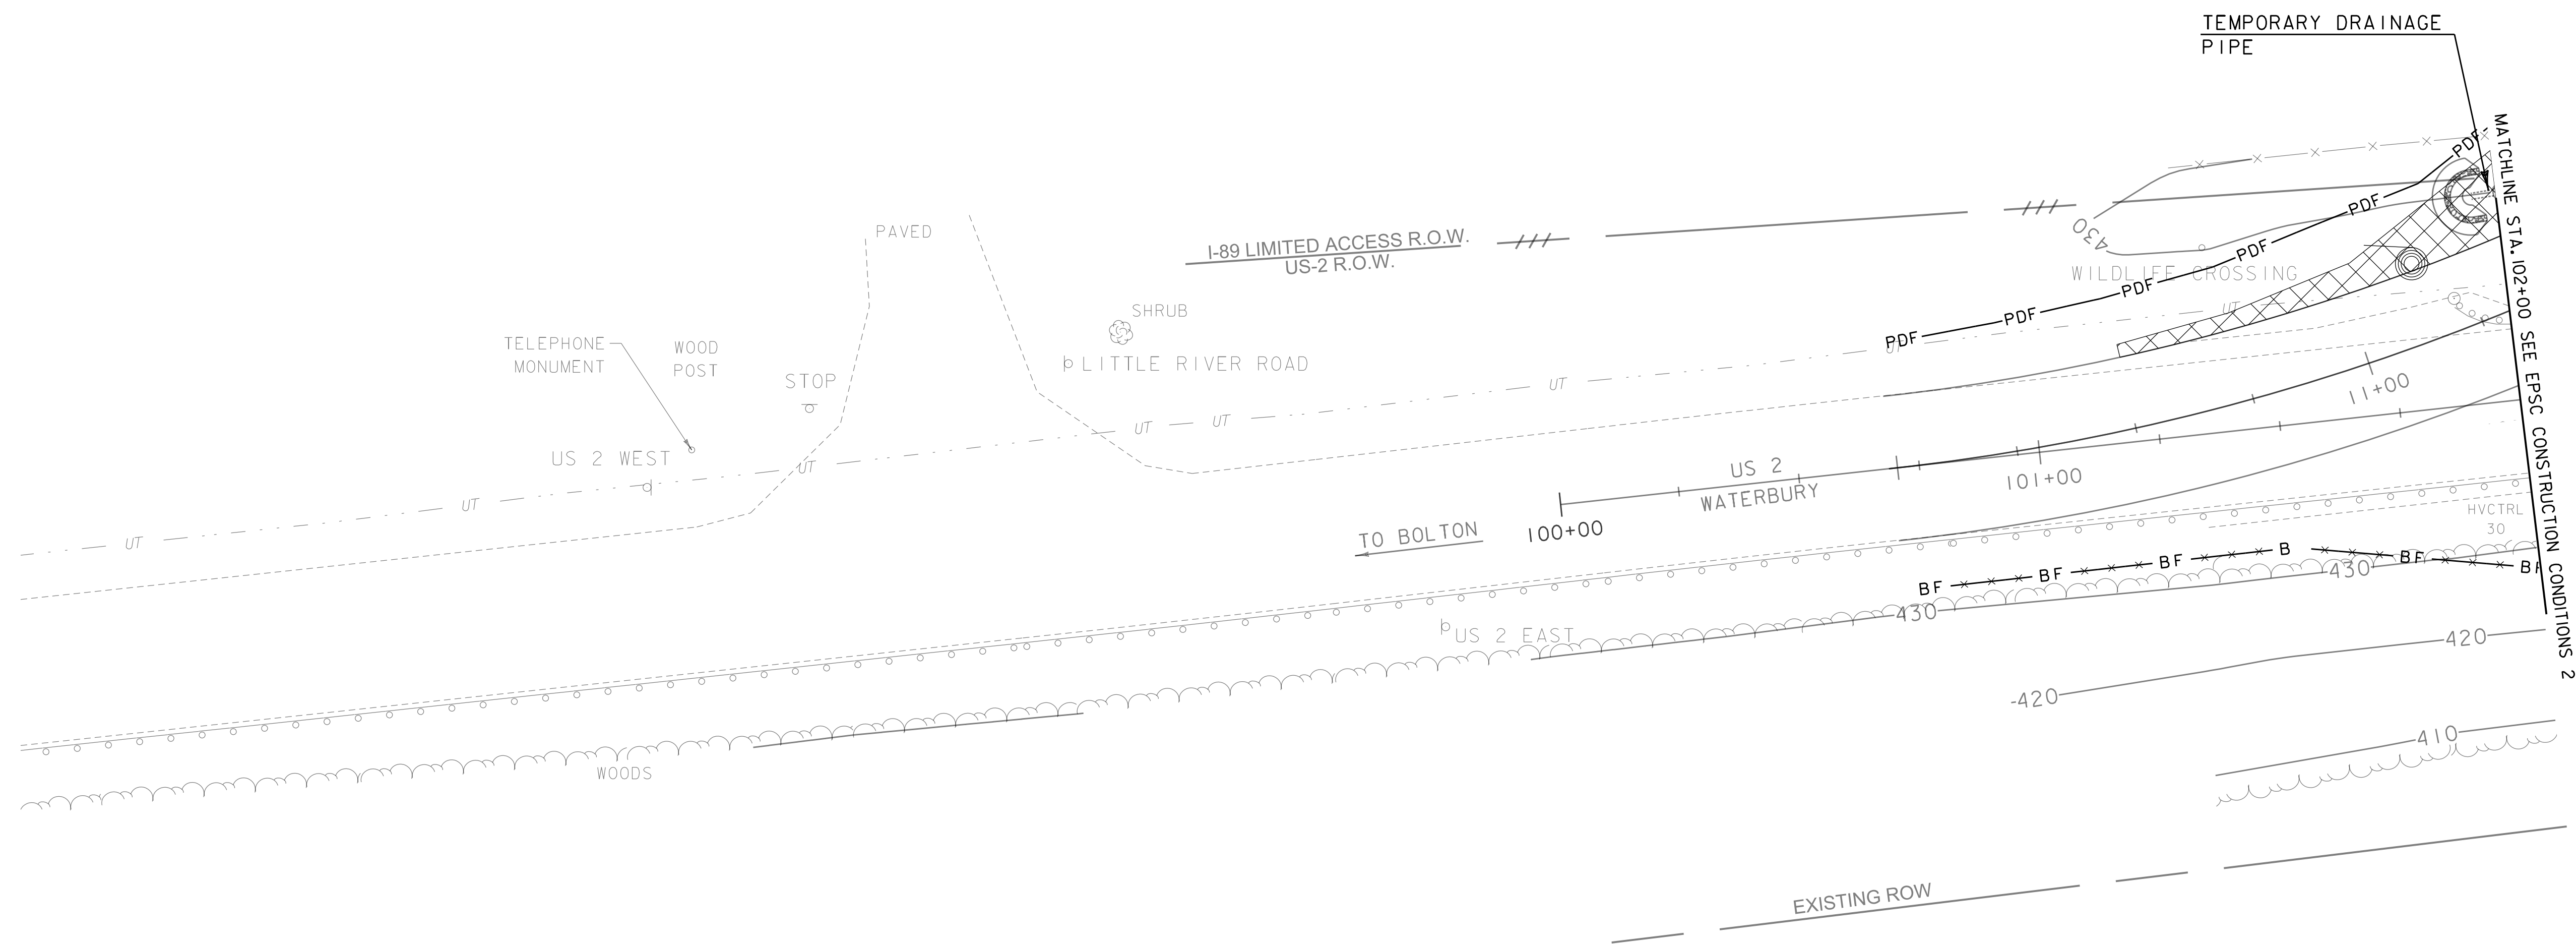 TEMPORARY DRAINAGE
PIPE
MATCHLINE STA. 102+00 SEE EPSC CONSTRUCTION CONDITIONS 2
PDF
PDF
PDF
PDF
PDF
PDF
430
WILDLIFE CROSSING
PAVED
I-89 LIMITED ACCESS R.O.W.
US-2 R.O.W.
SHRUB
LITTLE RIVER ROAD
TELEPHONE
MONUMENT
WOOD
POST
STOP
US 2 WEST
UT
UT
UT
UT
UT
UT
UT
UT
11+00
US 2
WATERBURY
101+00
100+00
TO BOLTON
HVCTRL
30
BF
BF
BF
B
BF
BF
430
430
US 2 EAST
420
-420
410
WOODS
EXISTING ROW